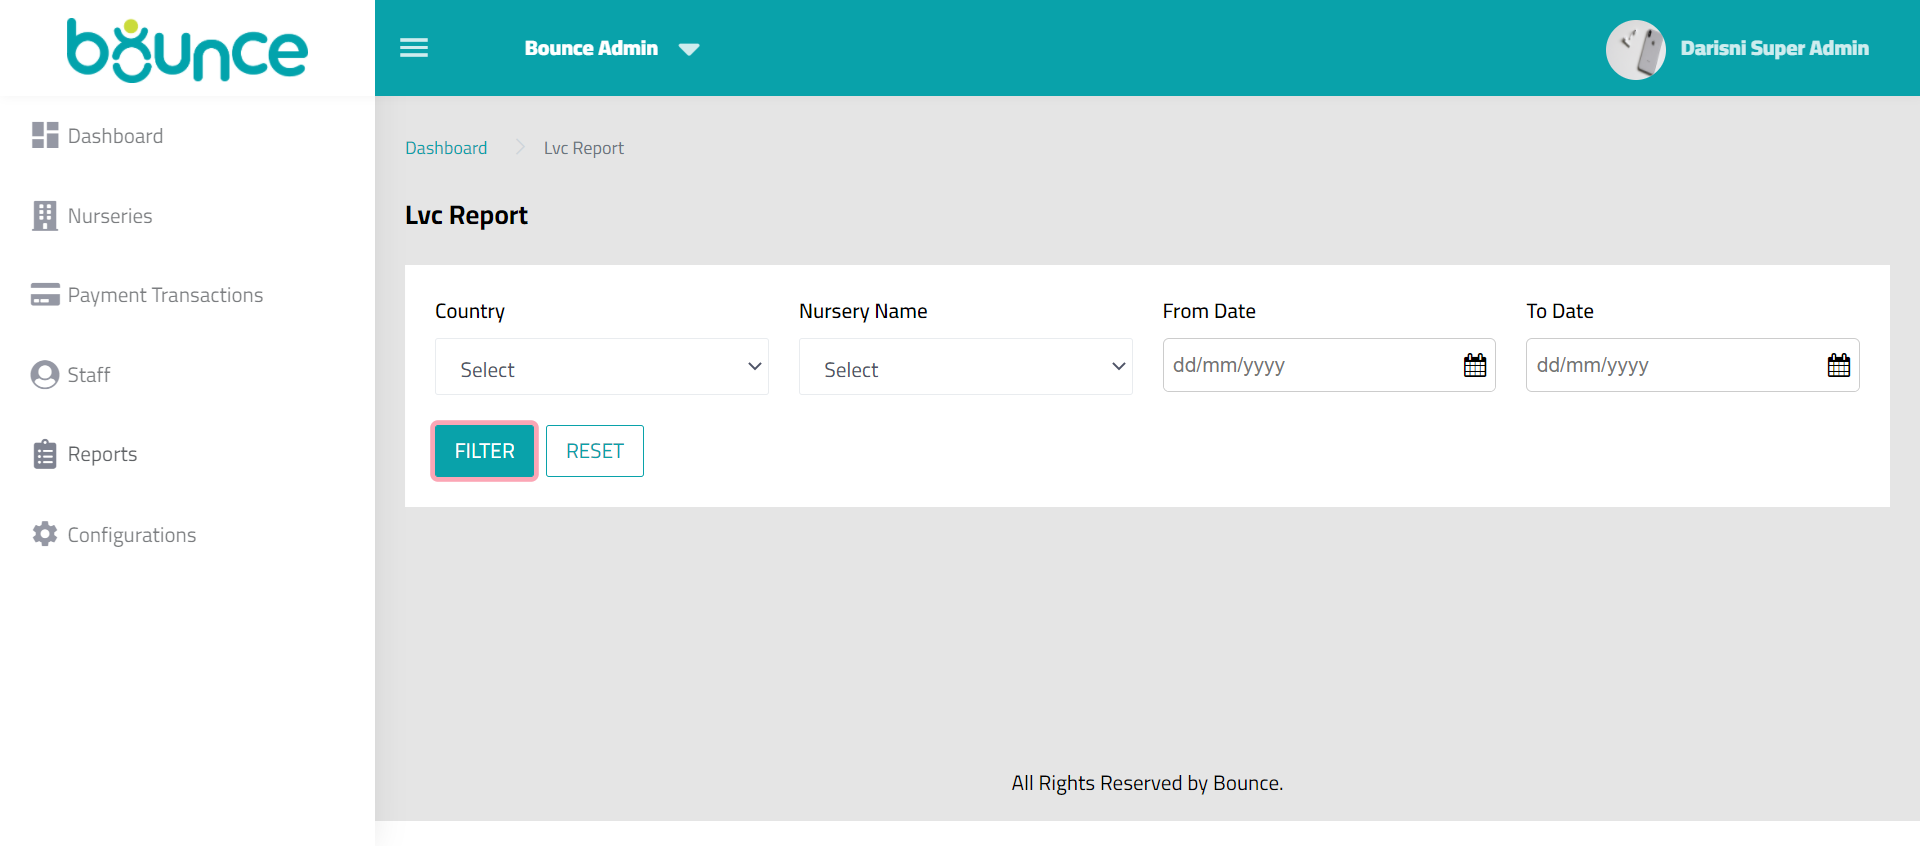 bounce
Bounce Admin
Darisni Super Admin
Dashboard
Nurseries
Payment Transactions
Staff
Reports
Configurations
Dashboard
Lvc Report
Lvc Report
Country
Nursery Name
From Date
To Date
Select
Select
dd/mm/yyyy
dd/mm/yyyy
FILTER
RESET
All Rights Reserved by Bounce.